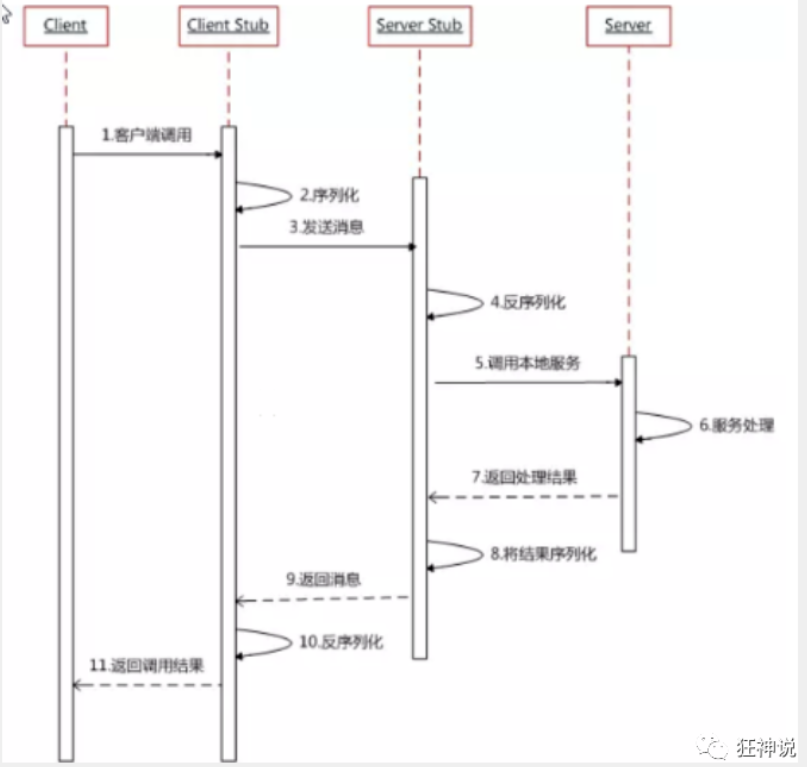 Client
Client Stub
Server Stub
Server
1.客户端调用
2.序列化
3.发送消息
4.反序列化
5.调用本地服务
6.服务处理
7.返回处理结果
8.将结果序列化
9.返回消息
10.反序列化
11.返回调用结果
狂神说